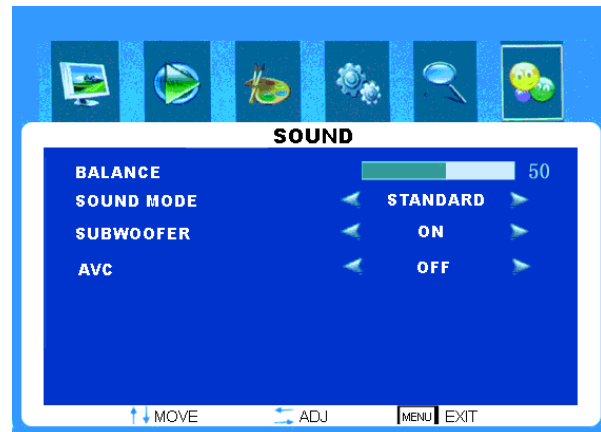 SOUND
BALANCE 50
SOUND MODE STANDARD
SUBWOOFER ON
AVC OFF
MOVE ADJ MENU EXIT